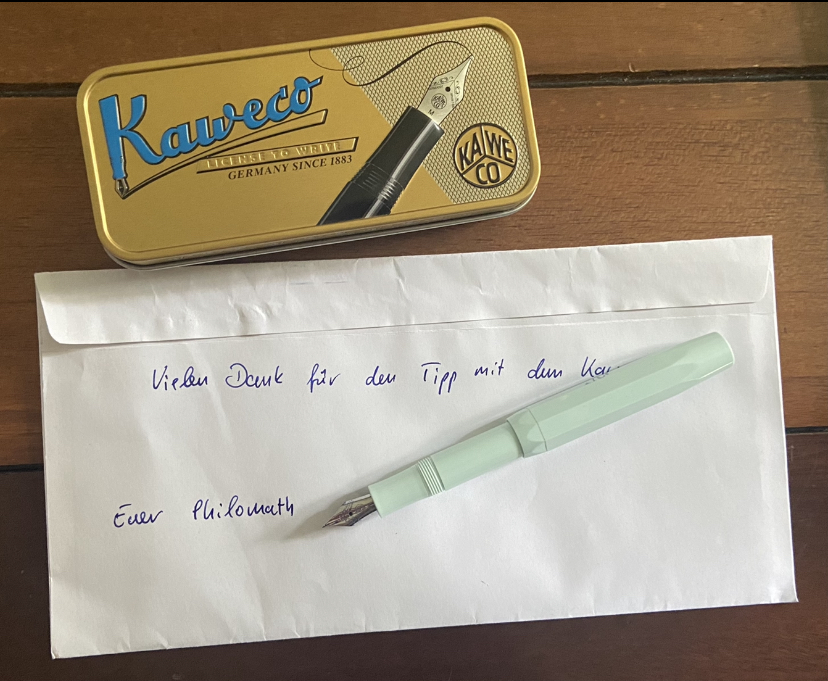 Kaweco
LICENSE TO WRITE
GERMANY SINCE 1883
KA WE CO
Vielen Dank für den Tipp mit dem
Euer Philomath